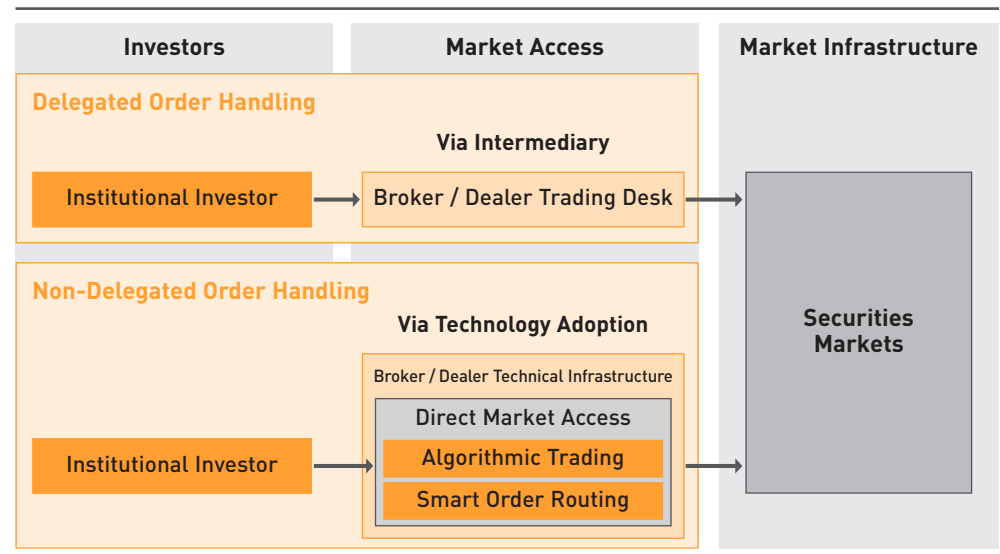 Investors
Market Access
Market Infrastructure
Delegated Order Handling
Via Intermediary
Institutional Investor
Broker / Dealer Trading Desk
Non-Delegated Order Handling
Via Technology Adoption
Securities
Markets
Broker / Dealer Technical Infrastructure
Direct Market Access
Institutional Investor
Algorithmic Trading
Smart Order Routing